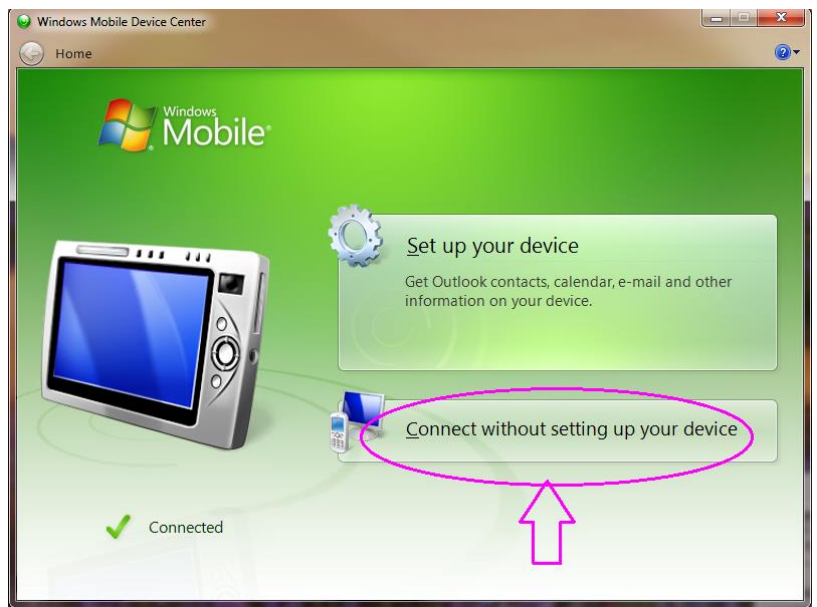 Windows Mobile Device Center
Home
Windows
Mobile®
Set up your device
Get Outlook contacts, calendar, e-mail and other
information on your device.
Connect without setting up your device
Connected